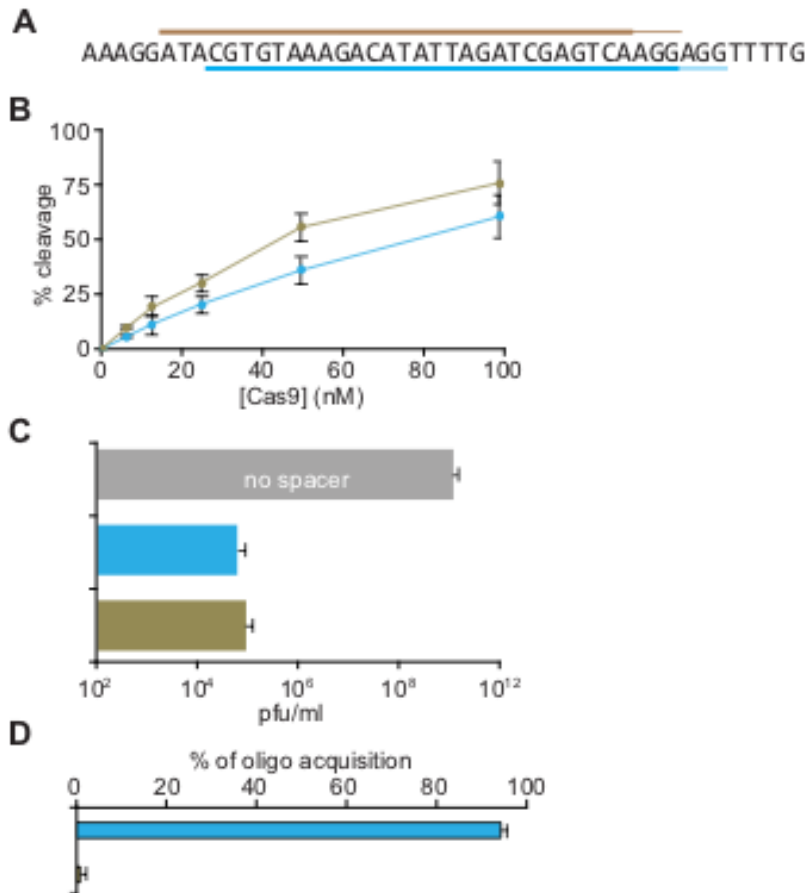 A
AAAGGATACGTGTAAAGACATATTAGATCGAGTCAAGGAGGTTTTG
B
100
75
50
25
0
% cleavage
0 20 40 60 80 100
[Cas9] (nM)
C
no spacer
10² 10⁴ 10⁶ 10⁸ 10¹²
pfu/ml
D
% of oligo acquisition
0 20 40 60 80 100